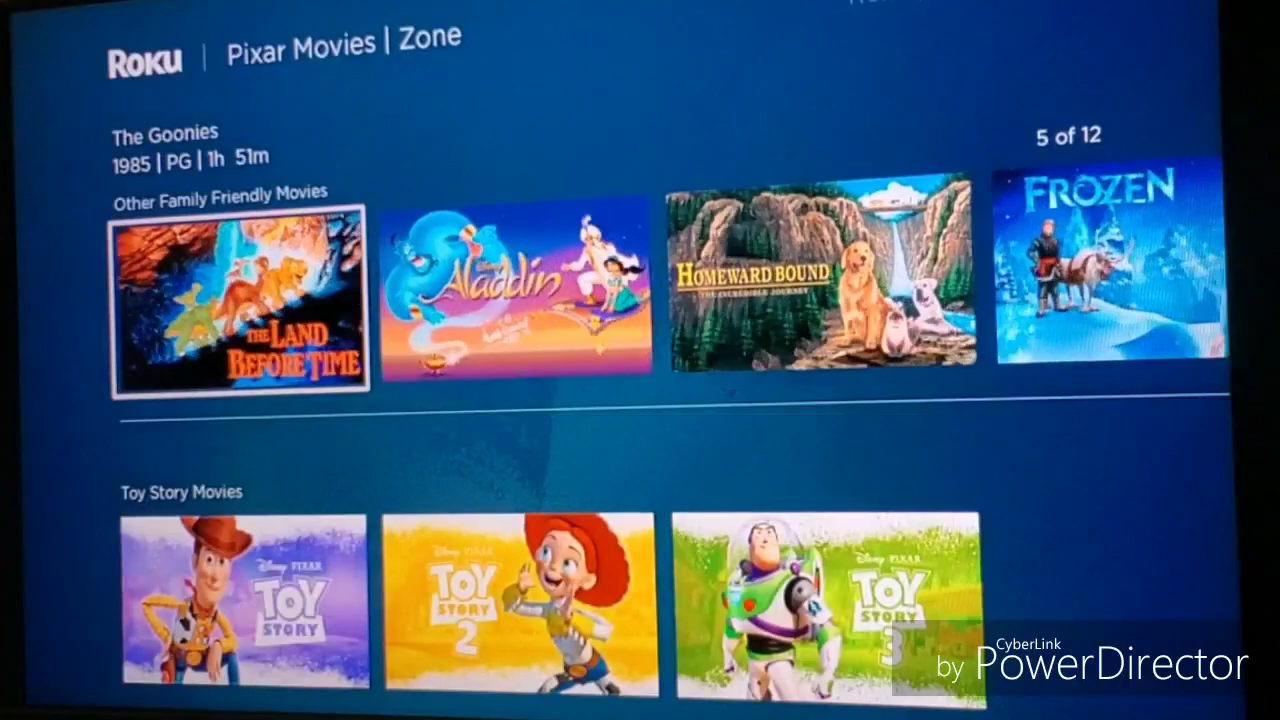 Roku | Pixar Movies | Zone
The Goonies
1985 | PG | 1h 51m
5 of 12
Other Family Friendly Movies
THE LAND
BEFORE TIME
Disney
Aladdin
HOMEWARD BOUND
THE INCREDIBLE JOURNEY
FROZEN
Toy Story Movies
Disney PIXAR
TOY
STORY
Disney PIXAR
TOY
STORY
2
Disney PIXAR
TOY
STORY
3
CyberLink
by PowerDirector